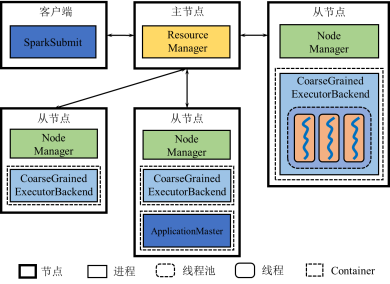 客户端
SparkSubmit
主节点
Resource
Manager
从节点
Node
Manager
CoarseGrained
ExecutorBackend
从节点
Node
Manager
CoarseGrained
ExecutorBackend
从节点
Node
Manager
CoarseGrained
ExecutorBackend
ApplicationMaster
节点
进程
线程池
线程
Container